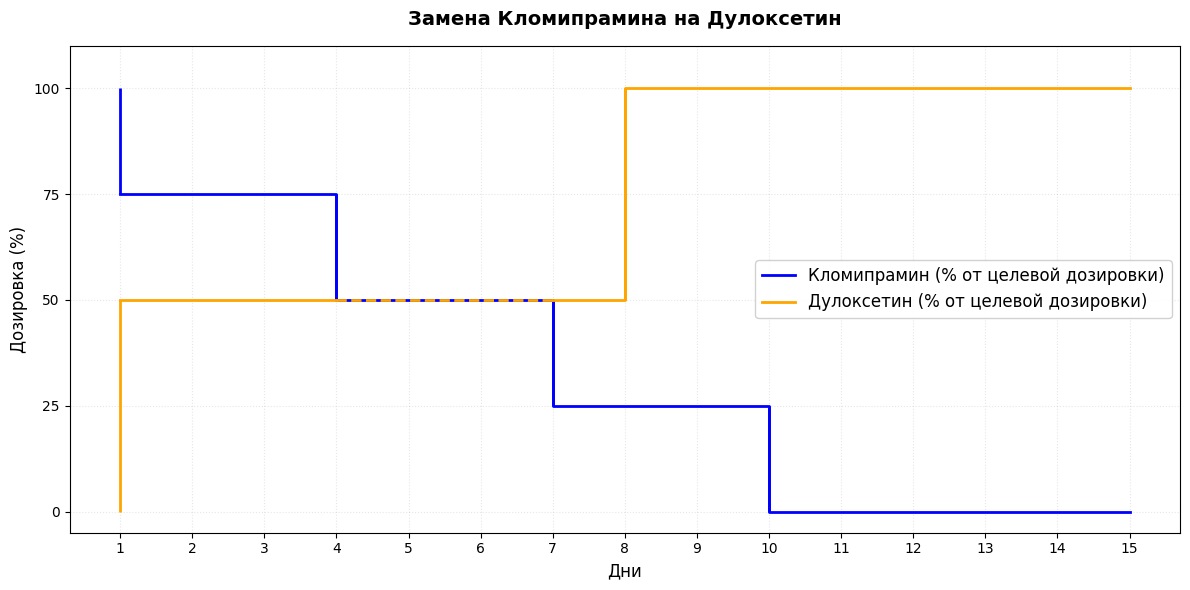 Замена Кломипрамина на Дулоксетин
Дозировка (%)
100
75
50
25
0
Кломипрамин (% от целевой дозировки)
Дулоксетин (% от целевой дозировки)
1 2 3 4 5 6 7 8 9 10 11 12 13 14 15
Дни